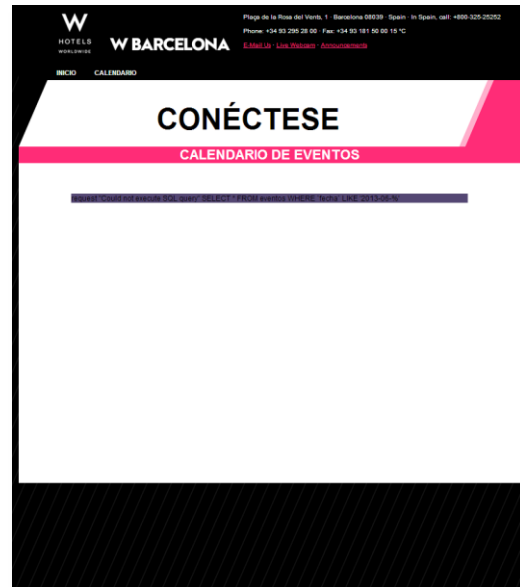 W
HOTELS
WORLDWIDE
W BARCELONA
Plaça de la Rosa del Vents, 1 · Barcelona 08039 · Spain · In Spain, call: +800-325-25252
Phone: +34 93 295 28 00 · Fax: +34 93 181 50 00 15 °C
E-Mail Us · Live Webcam · Announcements
INICIO CALENDARIO
CONÉCTESE
CALENDARIO DE EVENTOS
request "Could not execute SQL query" SELECT * FROM eventos WHERE `fecha` LIKE '2013-06-%'